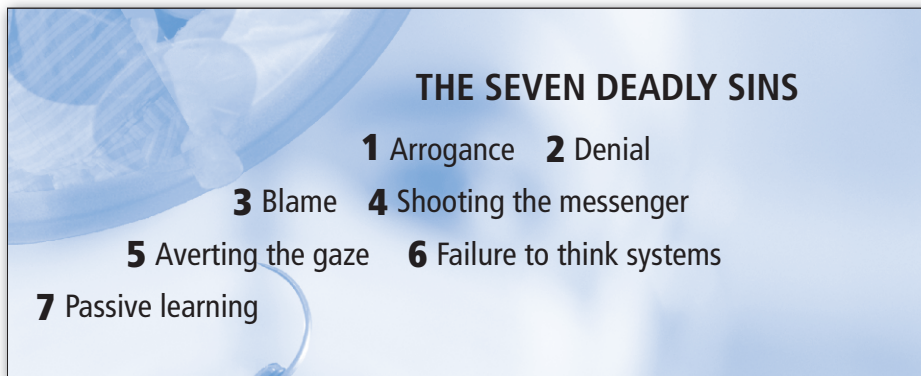 THE SEVEN DEADLY SINS
1 Arrogance 2 Denial
3 Blame 4 Shooting the messenger
5 Averting the gaze 6 Failure to think systems
7 Passive learning